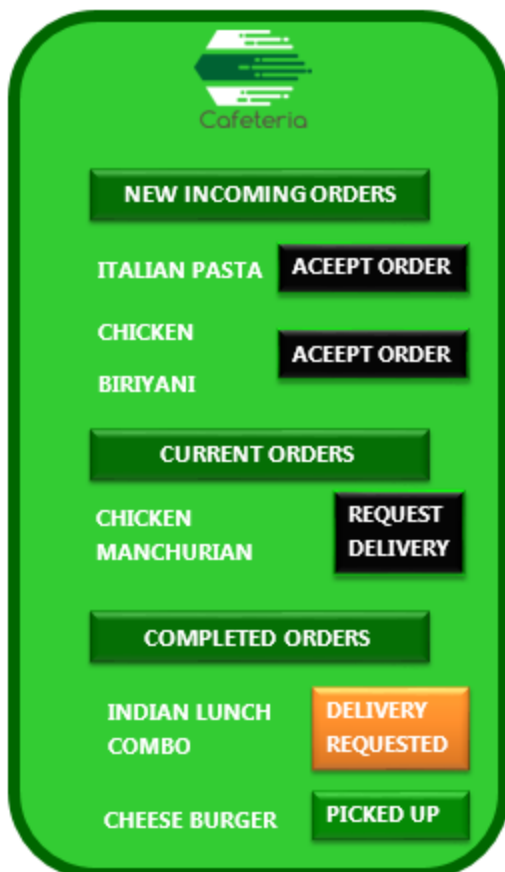 Cafeteria
NEW INCOMING ORDERS
ITALIAN PASTA
ACEEPT ORDER
CHICKEN
BIRIYANI
ACEEPT ORDER
CURRENT ORDERS
CHICKEN
MANCHURIAN
REQUEST
DELIVERY
COMPLETED ORDERS
INDIAN LUNCH
COMBO
DELIVERY
REQUESTED
CHEESE BURGER
PICKED UP